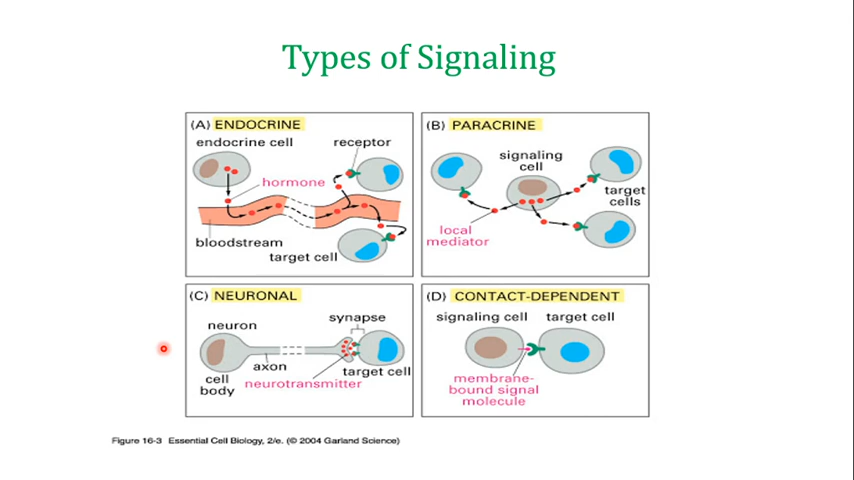 Types of Signaling
(A) ENDOCRINE
endocrine cell
receptor
hormone
bloodstream
target cell
(B) PARACRINE
signaling
cell
target
cells
local
mediator
(C) NEURONAL
neuron
synapse
axon
cell
body
neurotransmitter
target cell
(D) CONTACT-DEPENDENT
signaling cell
target cell
membrane-
bound signal
molecule
Figure 16-3 Essential Cell Biology, 2/e. (© 2004 Garland Science)